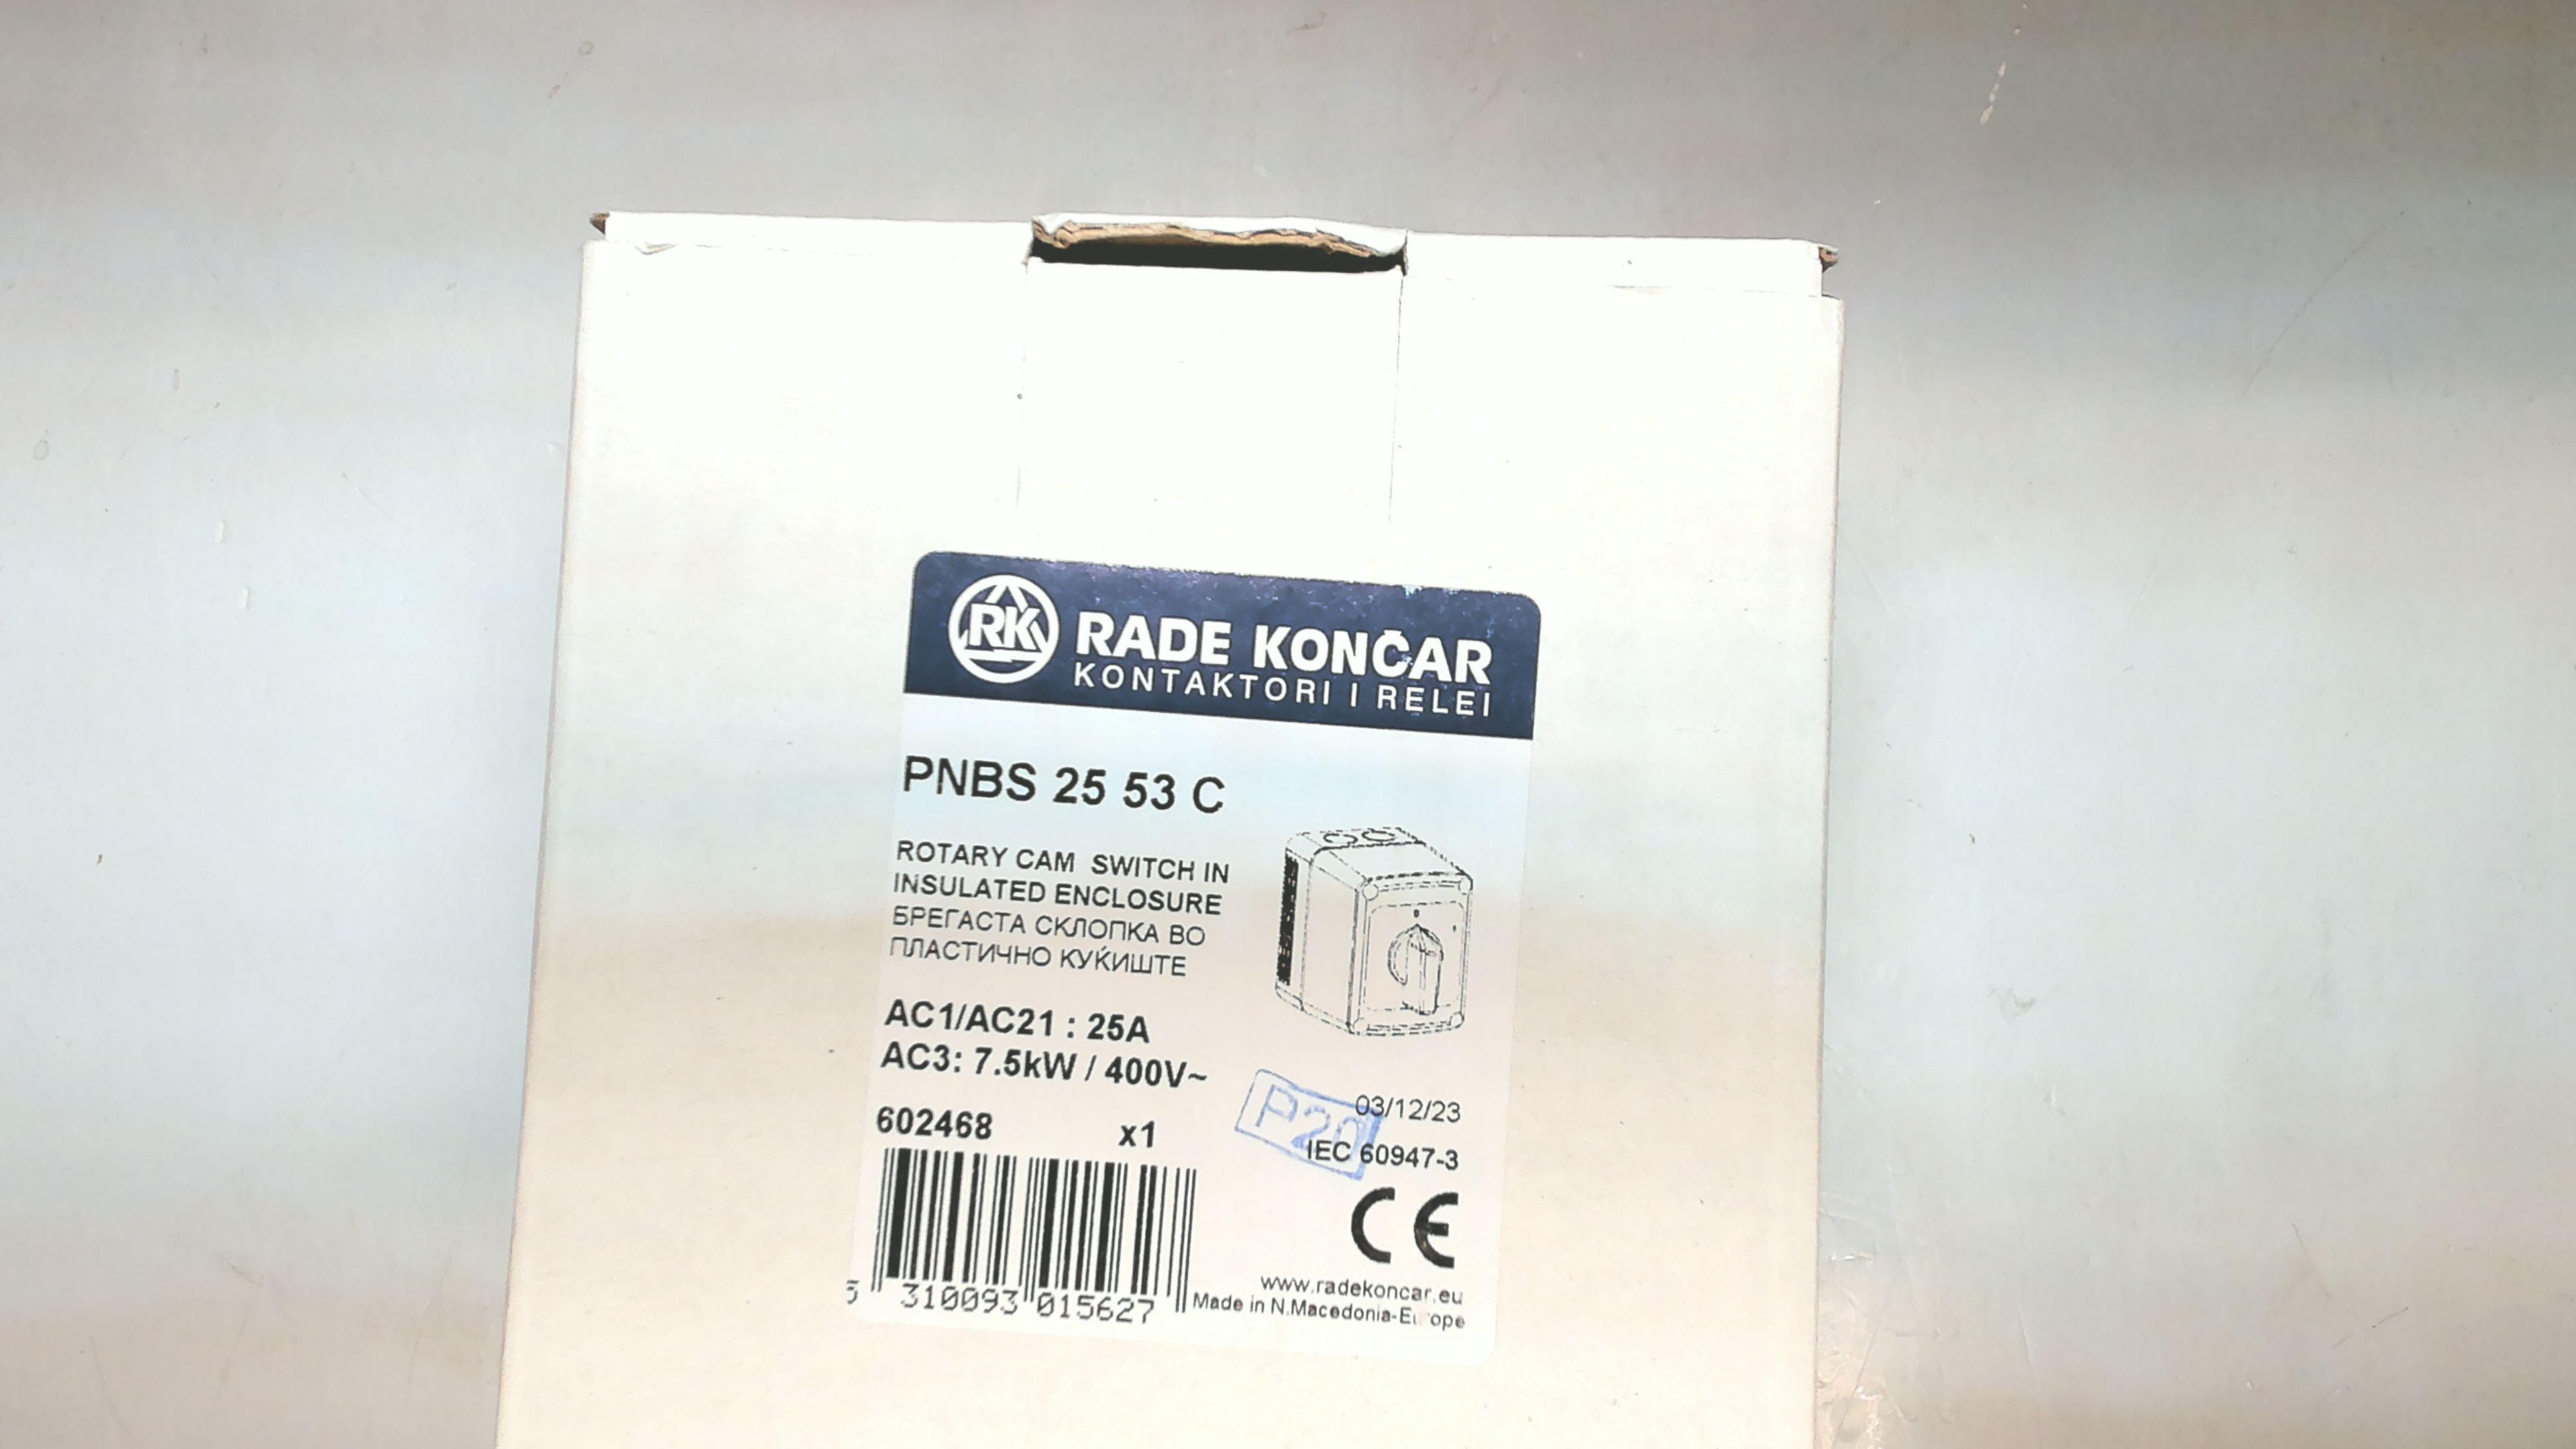 RK RADE KONČAR
KONTAKTORI I RELEI
PNBS 25 53 C
ROTARY CAM SWITCH IN
INSULATED ENCLOSURE
БРЕГАСТА СКЛОПКА ВО
ПЛАСТИЧНО КУЌИШТЕ
AC1/AC21 : 25A
AC3: 7.5kW / 400V~
P20
03/12/23
602468 x1
IEC 60947-3
CE
5 310093 015627
www.radekoncar.eu
Made in N.Macedonia-Europe